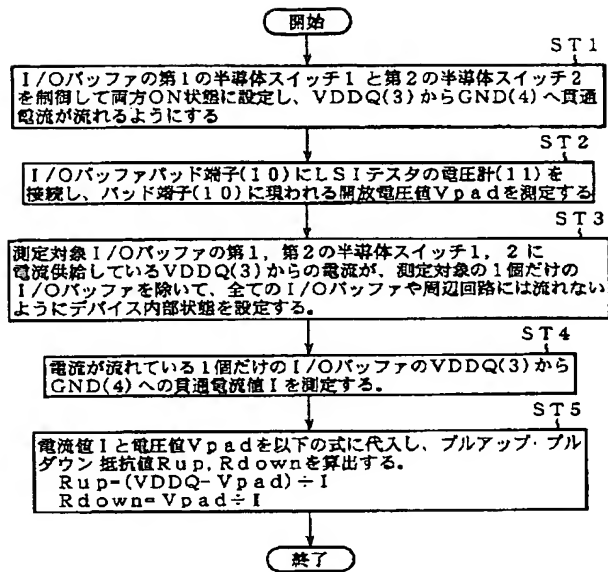 開始
ST1
I/Oバッファの第1の半導体スイッチ1と第2の半導体スイッチ2
を制御して両方ON状態に設定し、VDDQ(3)からGND(4)へ貫通
電流が流れるようにする
ST2
I/Oバッファパッド端子(10)にLSIテスタの電圧計(11)を
接続し、パッド端子(10)に現われる開放電圧値Vpadを測定する
ST3
測定対象I/Oバッファの第1,第2の半導体スイッチ1,2に
電流供給しているVDDQ(3)からの電流が、測定対象の1個だけの
I/Oバッファを除いて、全てのI/Oバッファや周辺回路には流れない
ようにデバイス内部状態を設定する。
ST4
電流が流れている1個だけのI/OバッファのVDDQ(3)から
GND(4)への貫通電流値Iを測定する。
ST5
電流値Iと電圧値Vpadを以下の式に代入し、プルアップ・プル
ダウン抵抗値Rup,Rdownを算出する。
Rup=(VDDQ-Vpad)÷I
Rdown=Vpad÷I
終了